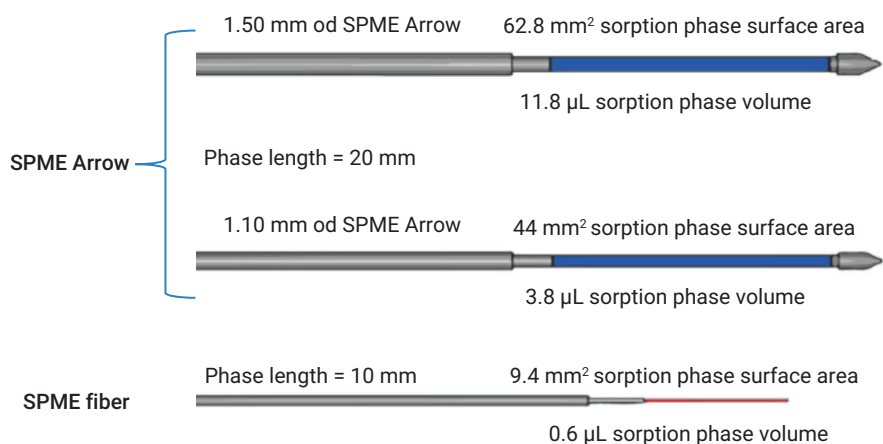 1.50 mm od SPME Arrow
62.8 mm² sorption phase surface area
11.8 µL sorption phase volume
SPME Arrow
Phase length = 20 mm
1.10 mm od SPME Arrow
44 mm² sorption phase surface area
3.8 µL sorption phase volume
SPME fiber
Phase length = 10 mm
9.4 mm² sorption phase surface area
0.6 µL sorption phase volume